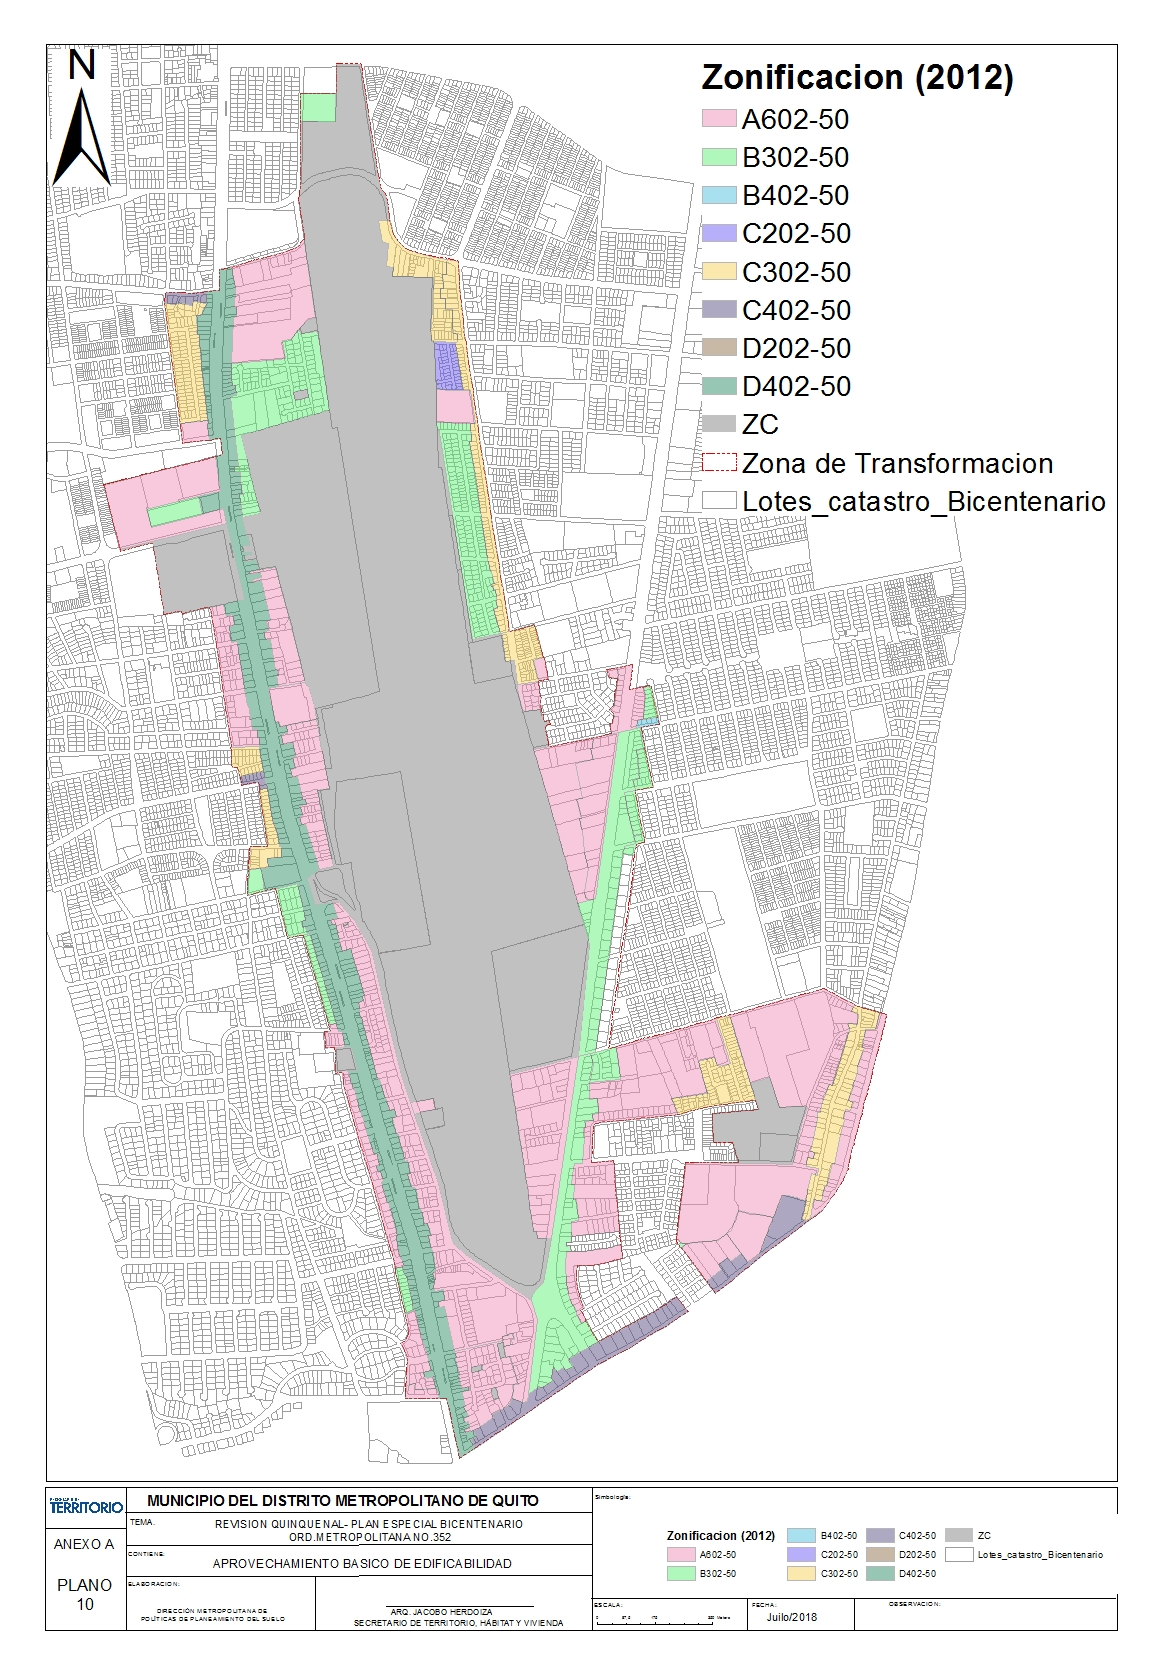 N
Zonificacion (2012)
A602-50
B302-50
B402-50
C202-50
C302-50
C402-50
D202-50
D402-50
ZC
Zona de Transformacion
Lotes_catastro_Bicentenario
TERRITORIO
ANEXO A
PLANO
10
MUNICIPIO DEL DISTRITO METROPOLITANO DE QUITO
TEMA.
REVISION QUINQUENAL- PLAN ESPECIAL BICENTENARIO
ORD.METROPOLITANA NO.352
CONTIENE:
APROVECHAMIENTO BASICO DE EDIFICABILIDAD
ELABORACION:
DIRECCIÓN METROPOLITANA DE
POLÍTICAS DE PLANEAMIENTO DEL SUELO
ARQ. JACOBO HERDOIZA
SECRETARIO DE TERRITORIO, HÁBITAT Y VIVIENDA
Simbología:
Zonificacion (2012)
A602-50
B302-50
B402-50
C202-50
C302-50
C402-50
D202-50
D402-50
ZC
Lotes_catastro_Bicentenario
ESCALA:
FECHA:
Juilo/2018
OBSERVACION: